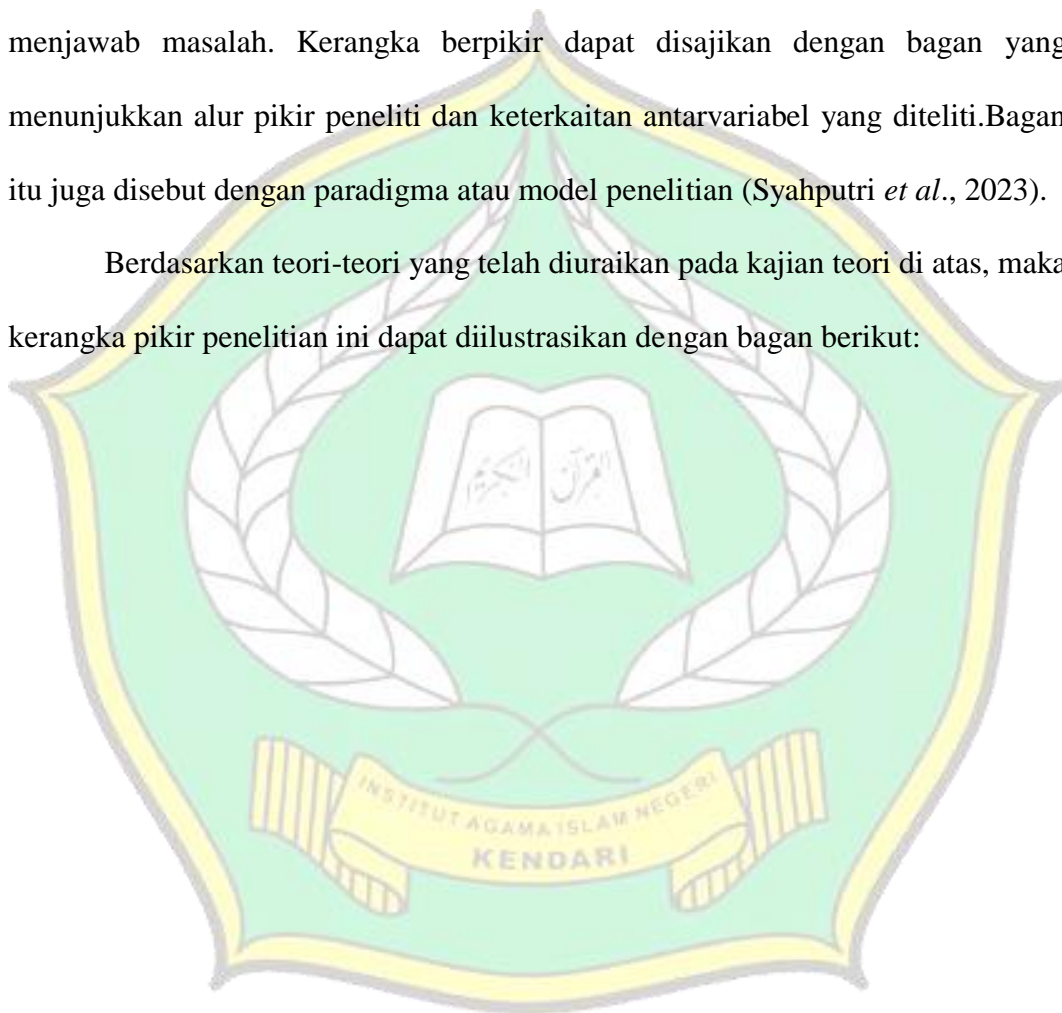 menjawab masalah. Kerangka berpikir dapat disajikan dengan bagan yang
menunjukkan alur pikir peneliti dan keterkaitan antarvariabel yang diteliti.Bagan
itu juga disebut dengan paradigma atau model penelitian (Syahputri et al., 2023).
Berdasarkan teori-teori yang telah diuraikan pada kajian teori di atas, maka
kerangka pikir penelitian ini dapat diilustrasikan dengan bagan berikut:
القرآن الكريم
INSTITUT AGAMA ISLAM NEGERI
KENDARI